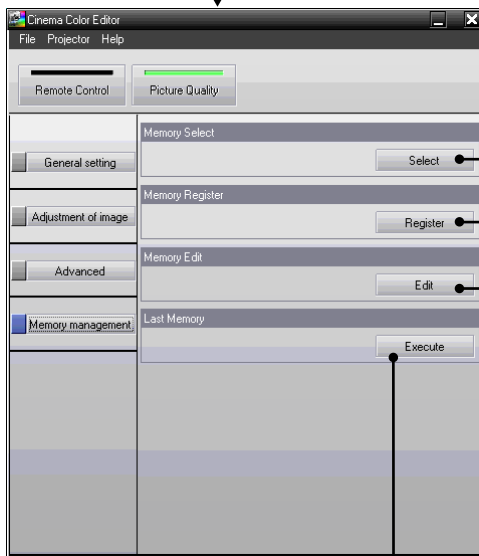 Cinema Color Editor
File Projector Help
Remote Control Picture Quality
Memory Select
General setting Select
Memory Register
Adjustment of image Register
Memory Edit
Advanced Edit
Last Memory
Memory management. Execute